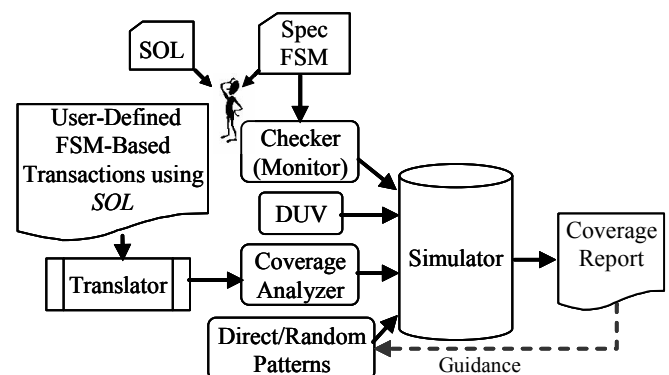 SOL
Spec
FSM
User-Defined
FSM-Based
Transactions using
SOL
Checker
(Monitor)
DUV
Translator
Coverage
Analyzer
Simulator
Coverage
Report
Direct/Random
Patterns
Guidance